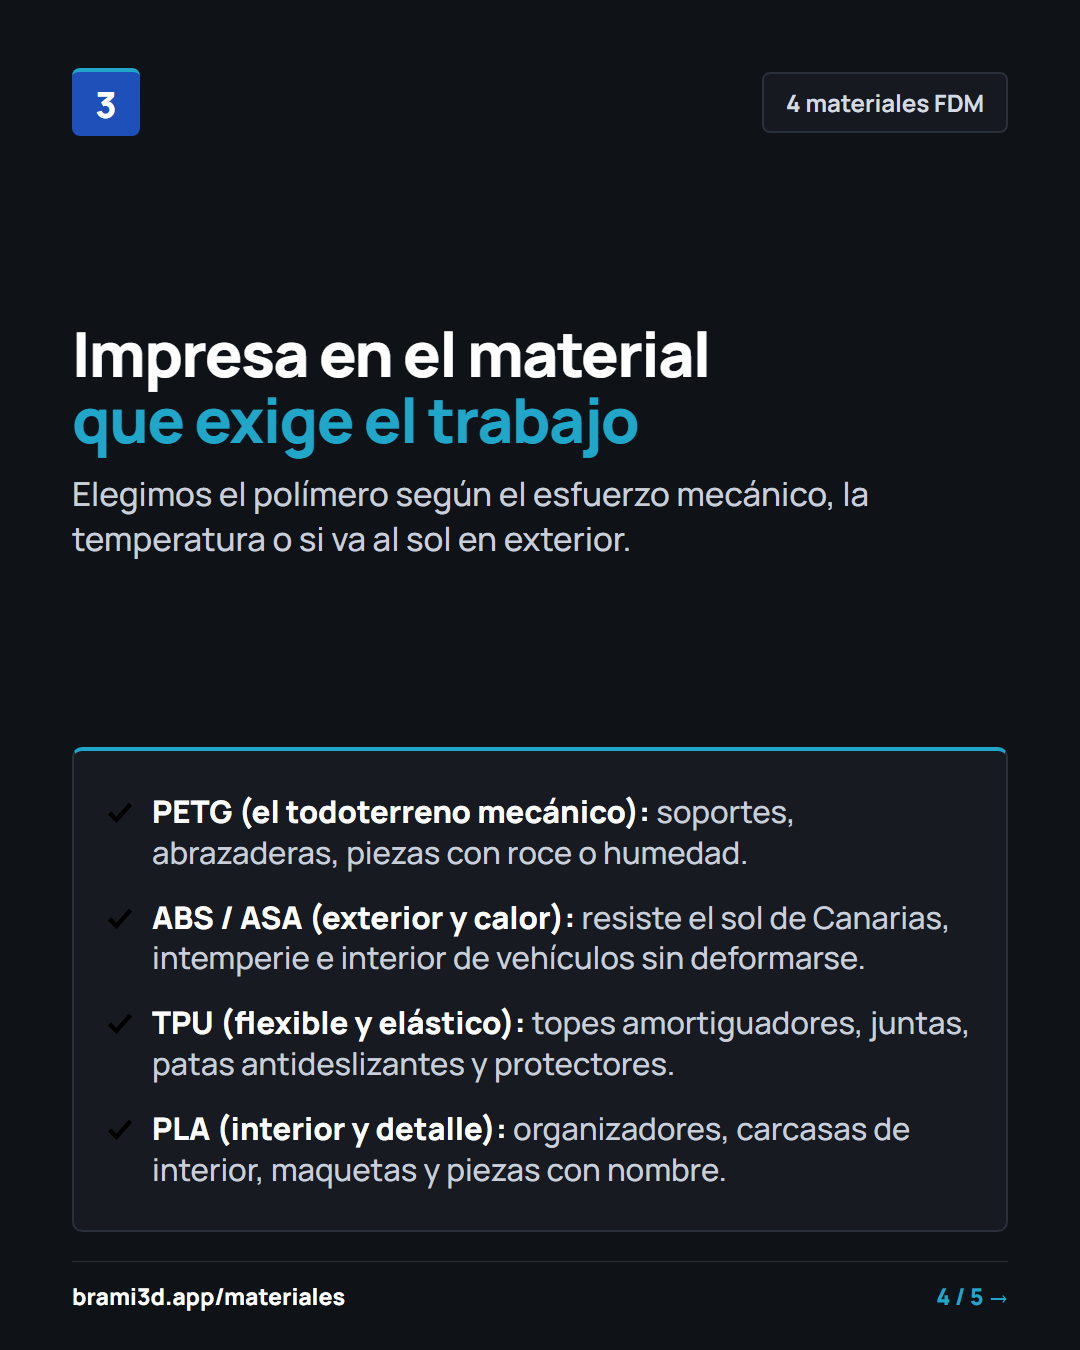 3
4 materiales FDM
Impresa en el material
que exige el trabajo
Elegimos el polímero según el esfuerzo mecánico, la
temperatura o si va al sol en exterior.
✓ PETG (el todoterreno mecánico): soportes,
abrazaderas, piezas con roce o humedad.
✓ ABS / ASA (exterior y calor): resiste el sol de Canarias,
intemperie e interior de vehículos sin deformarse.
✓ TPU (flexible y elástico): topes amortiguadores, juntas,
patas antideslizantes y protectores.
✓ PLA (interior y detalle): organizadores, carcasas de
interior, maquetas y piezas con nombre.
brami3d.app/materiales
4 / 5 →